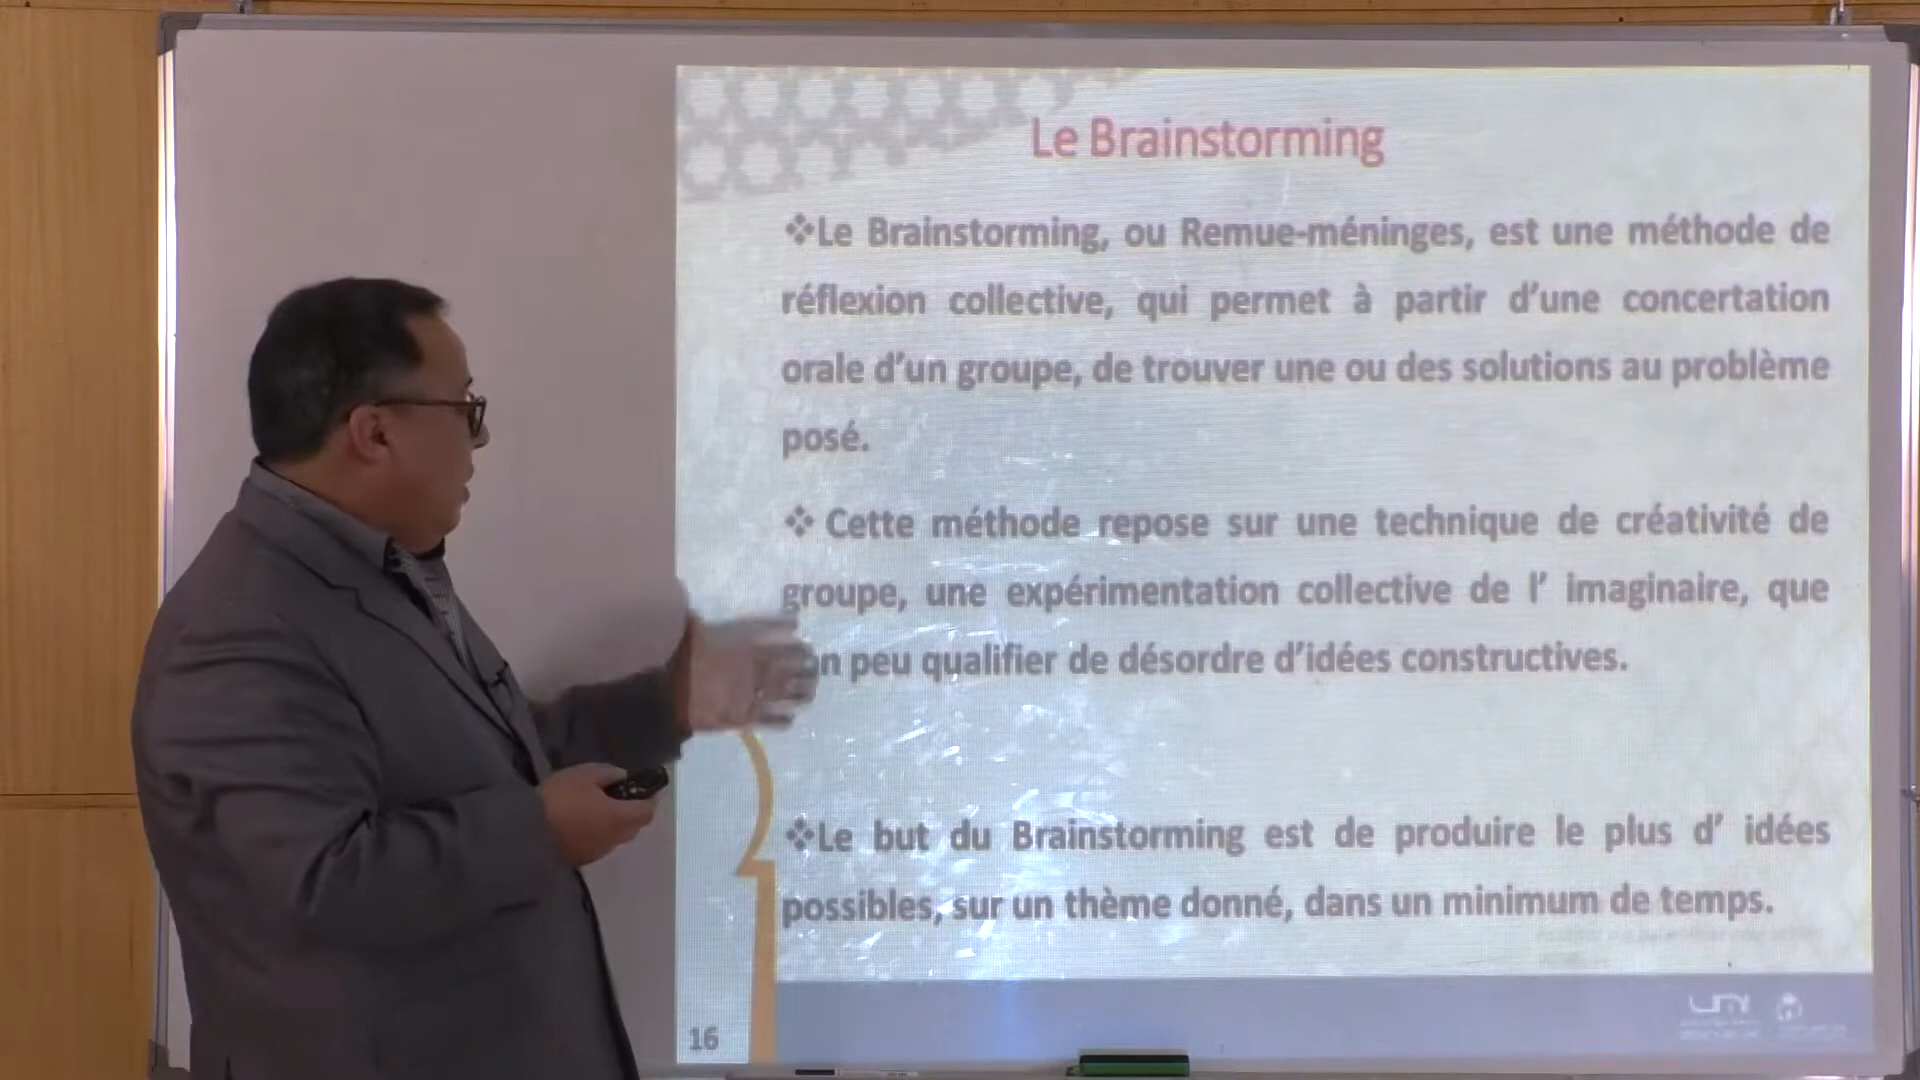 Le Brainstorming
❖Le Brainstorming, ou Remue-méninges, est une méthode de
réflexion collective, qui permet à partir d’une concertation
orale d’un groupe, de trouver une ou des solutions au problème
posé.
❖ Cette méthode repose sur une technique de créativité de
groupe, une expérimentation collective de l’ imaginaire, que
peu qualifier de désordre d’idées constructives.
❖Le but du Brainstorming est de produire le plus d’ idées
possibles, sur un thème donné, dans un minimum de temps.
16